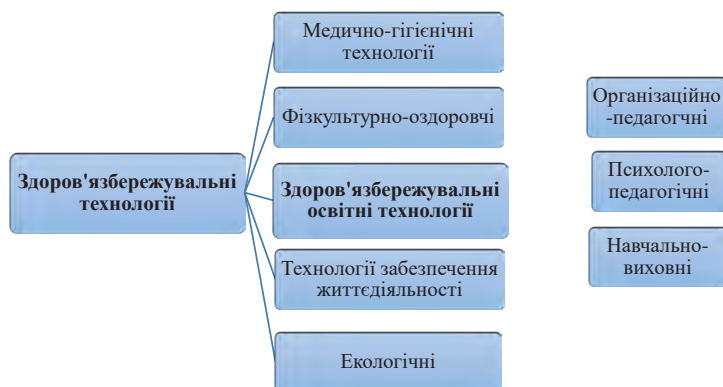 Медично-гігієнічні
технології
Фізкультурно-оздоровчі
Здоров'язбережувальні
технології
Здоров'язбережувальні
освітні технології
Технології забезпечення
життєдіяльності
Екологічні
Організаційно
-педагогчні
Психолого-
педагогічні
Навчально-
виховні